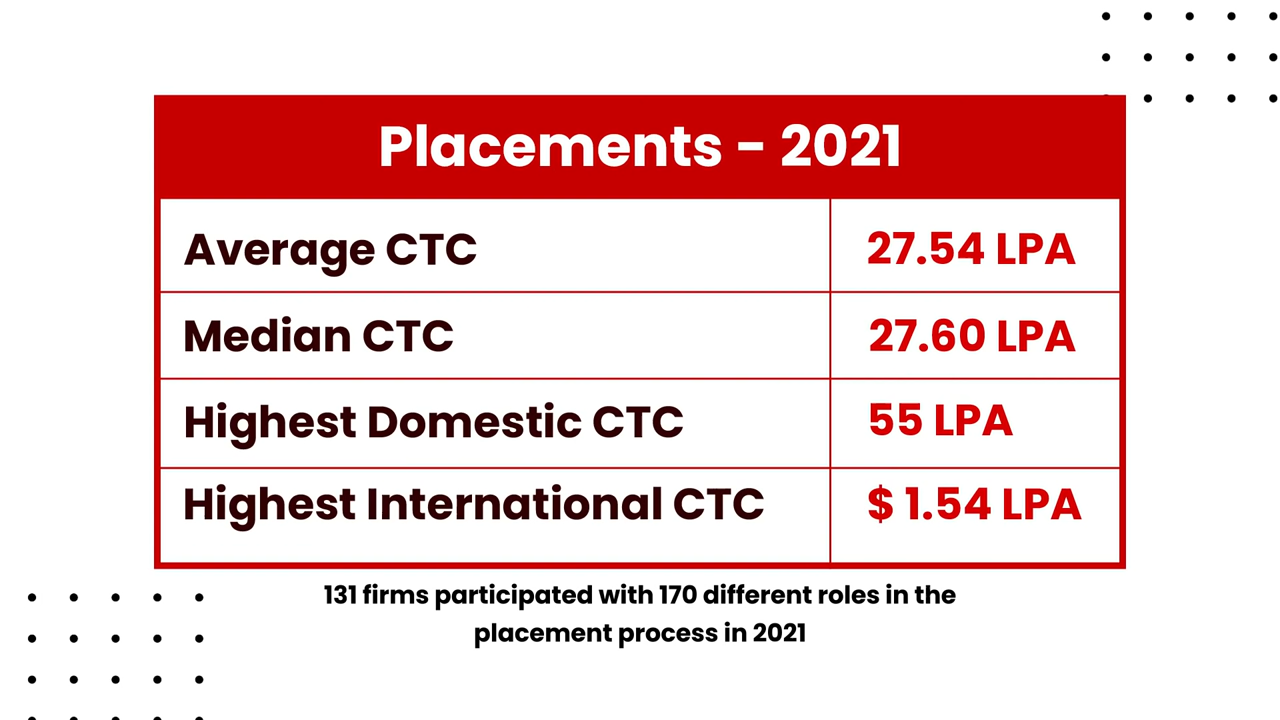 Placements - 2021
Average CTC 27.54 LPA
Median CTC 27.60 LPA
Highest Domestic CTC 55 LPA
Highest International CTC $ 1.54 LPA
131 firms participated with 170 different roles in the
placement process in 2021